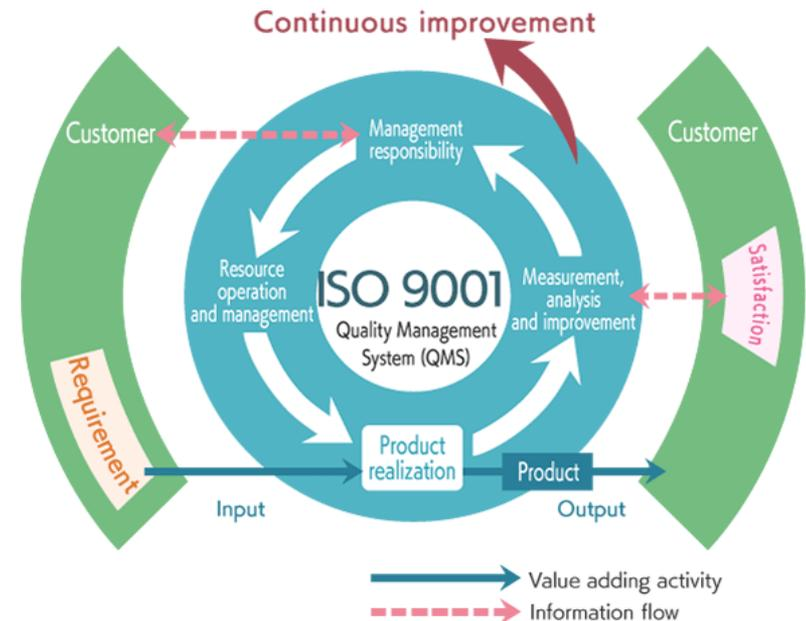 Continuous improvement
Customer
Management
responsibility
Customer
Resource
operation
and management
ISO 9001
Quality Management
System (QMS)
Measurement,
analysis
and improvement
Satisfaction
Requirement
Product
realization
Product
Input
Output
Value adding activity
Information flow